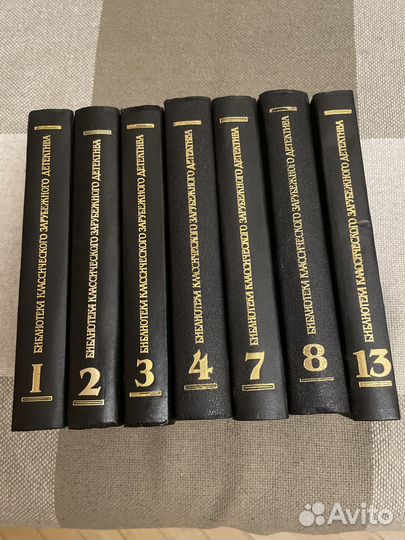 БИБЛИОТЕКА КЛАССИЧЕСКОГО ЗАРУБЕЖНОГО ДЕТЕКТИВА
1
БИБЛИОТЕКА КЛАССИЧЕСКОГО ЗАРУБЕЖНОГО ДЕТЕКТИВА
2
БИБЛИОТЕКА КЛАССИЧЕСКОГО ЗАРУБЕЖНОГО ДЕТЕКТИВА
3
БИБЛИОТЕКА КЛАССИЧЕСКОГО ЗАРУБЕЖНОГО ДЕТЕКТИВА
4
БИБЛИОТЕКА КЛАССИЧЕСКОГО ЗАРУБЕЖНОГО ДЕТЕКТИВА
7
БИБЛИОТЕКА КЛАССИЧЕСКОГО ЗАРУБЕЖНОГО ДЕТЕКТИВА
8
БИБЛИОТЕКА КЛАССИЧЕСКОГО ЗАРУБЕЖНОГО ДЕТЕКТИВА
13
Avito